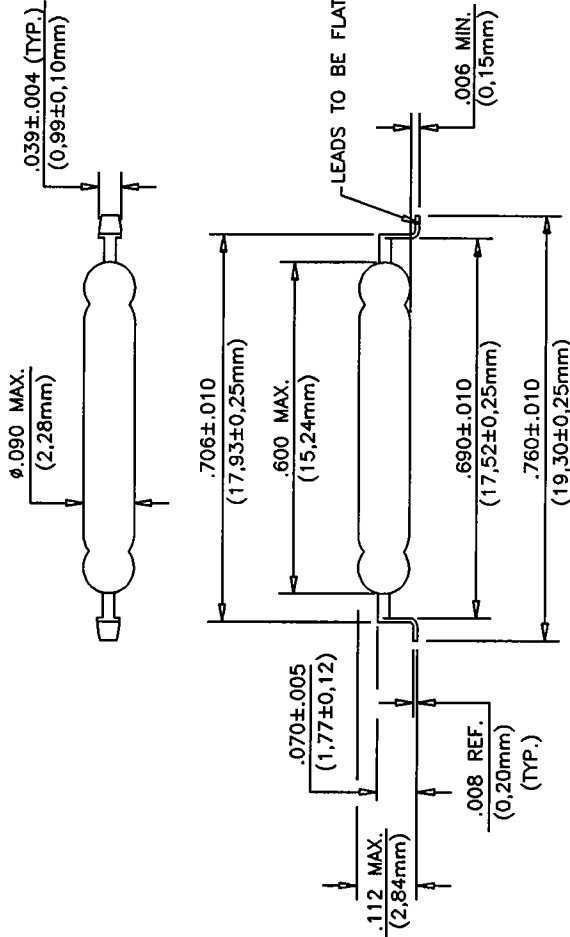 .039±.004 (TYP.)
(0,99±0,10mm)
ø.090 MAX.
(2,28mm)
LEADS TO BE FLAT
.006 MIN.
(0,15mm)
.706±.010
(17,93±0,25mm)
.600 MAX.
(15,24mm)
.690±.010
(17,52±0,25mm)
.760±.010
(19,30±0,25mm)
.070±.005
(1,77±0,12)
.008 REF.
(0,20mm)
(TYP.)
.112 MAX.
(2,84mm)